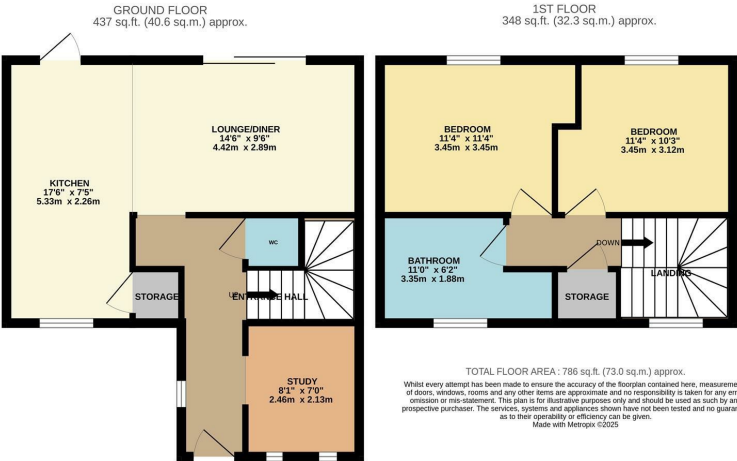 GROUND FLOOR
437 sq.ft. (40.6 sq.m.) approx.
1ST FLOOR
348 sq.ft. (32.3 sq.m.) approx.
LOUNGE/DINER
14'6" x 9'6"
4.42m x 2.89m
KITCHEN
17'6" x 7'5"
5.33m x 2.26m
WC
STORAGE
UP
ENTRANCE HALL
STUDY
8'1" x 7'0"
2.46m x 2.13m
BEDROOM
11'4" x 11'4"
3.45m x 3.45m
BEDROOM
11'4" x 10'3"
3.45m x 3.12m
DOWN
BATHROOM
11'0" x 6'2"
3.35m x 1.88m
LANDING
STORAGE
TOTAL FLOOR AREA : 786 sq.ft. (73.0 sq.m.) approx.
Whilst every attempt has been made to ensure the accuracy of the floorplan contained here, measureme
of doors, windows, rooms and any other items are approximate and no responsibility is taken for any err
omission or mis-statement. This plan is for illustrative purposes only and should be used as such by an
prospective purchaser. The services, systems and appliances shown have not been tested and no guaran
as to their operability or efficiency can be given.
Made with Metropix ©2025